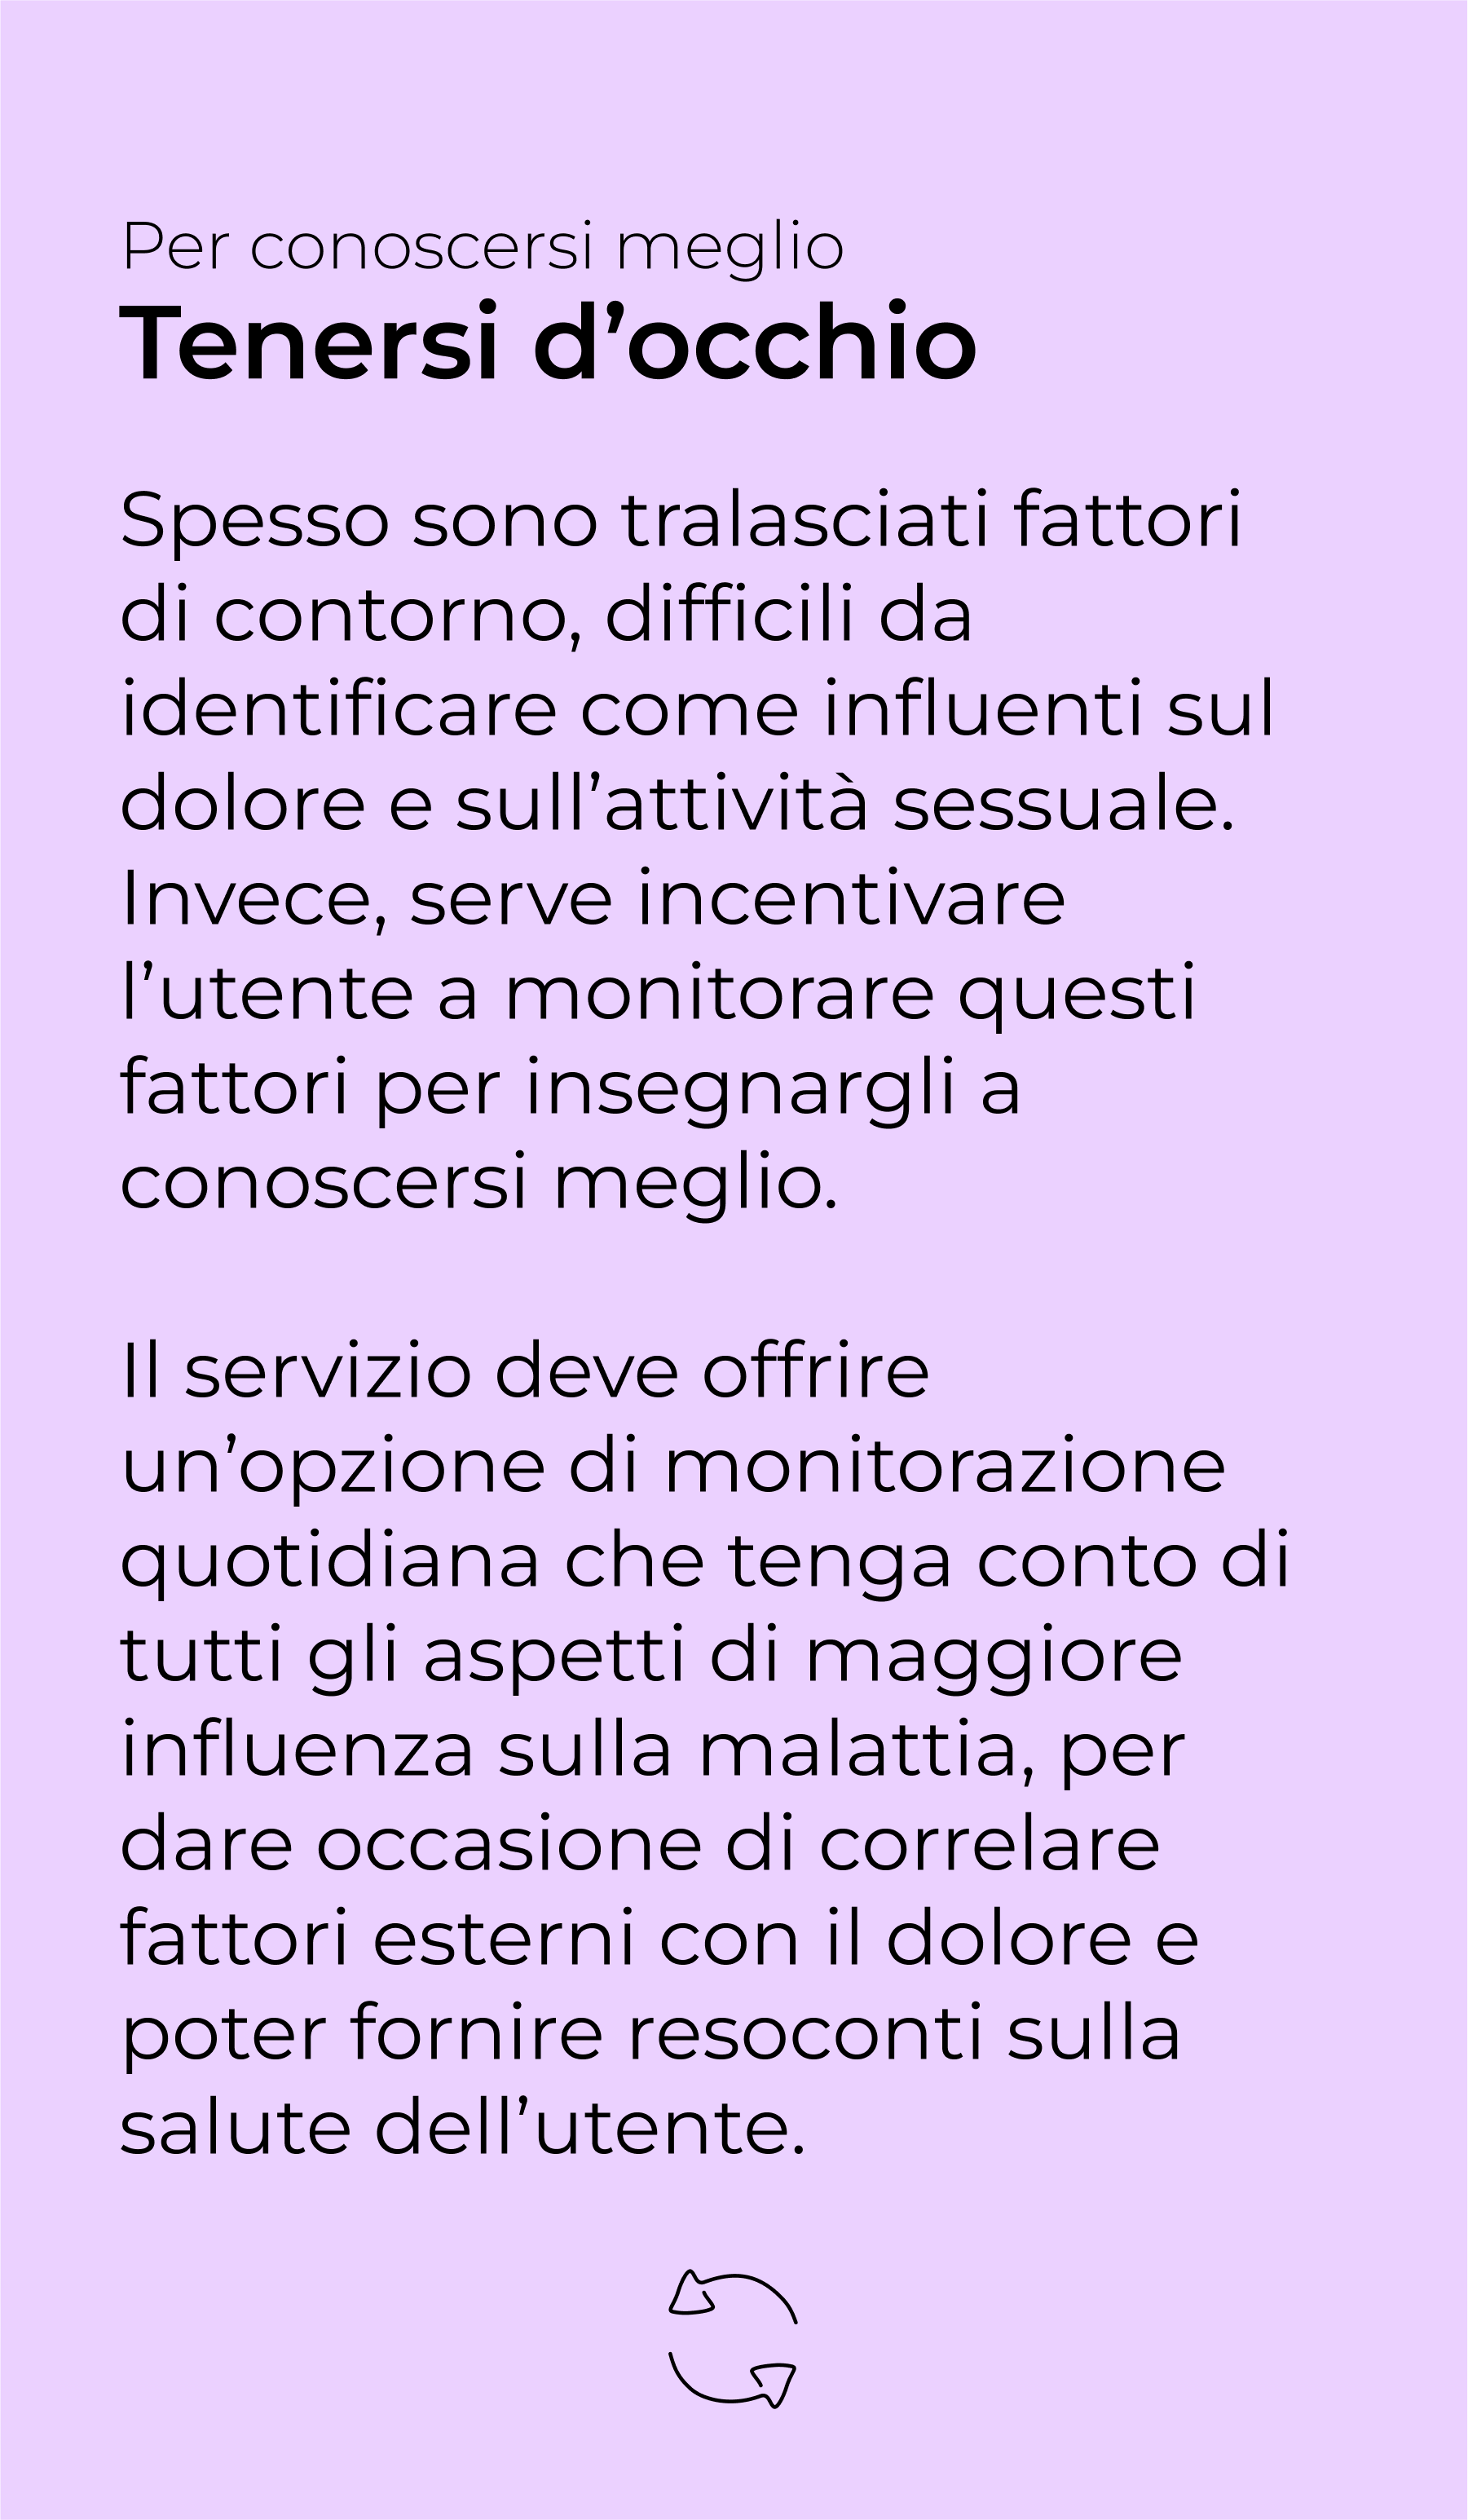 Per conoscersi meglio
Tenersi d’occhio
Spesso sono tralasciati fattori
di contorno, difficili da
identificare come influenti sul
dolore e sull’attività sessuale.
Invece, serve incentivare
l’utente a monitorare questi
fattori per insegnargli a
conoscersi meglio.
Il servizio deve offrire
un’opzione di monitorazione
quotidiana che tenga conto di
tutti gli aspetti di maggiore
influenza sulla malattia, per
dare occasione di correlare
fattori esterni con il dolore e
poter fornire resoconti sulla
salute dell’utente.